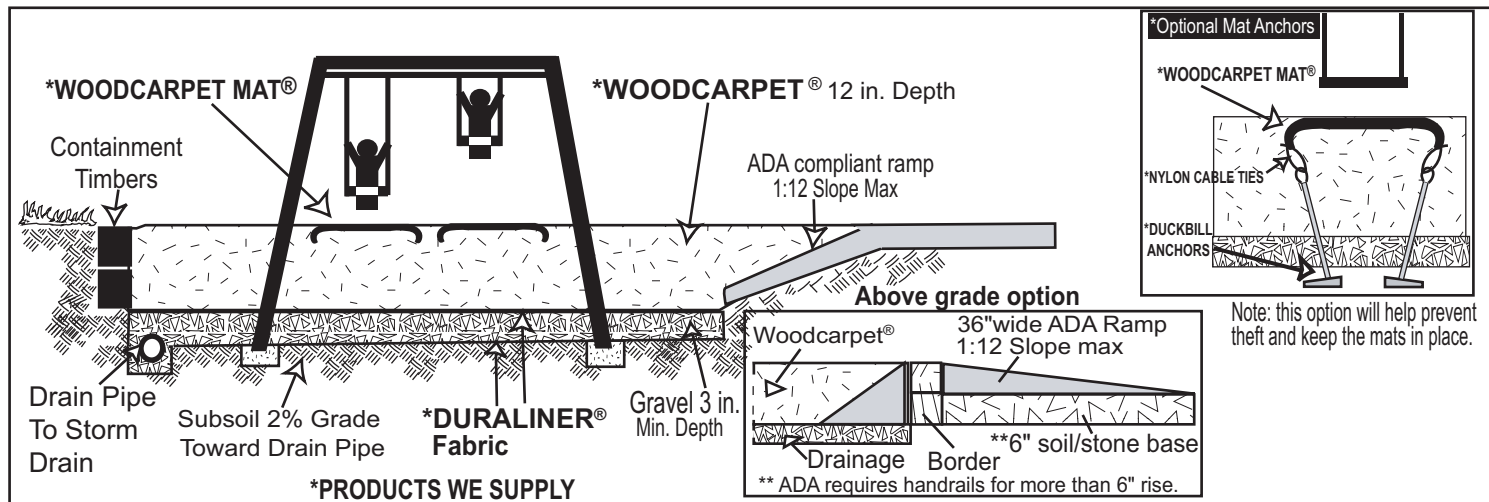 *WOODCARPET MAT®
*WOODCARPET ® 12 in. Depth
Containment
Timbers
ADA compliant ramp
1:12 Slope Max
Drain Pipe
To Storm
Drain
Subsoil 2% Grade
Toward Drain Pipe
*DURALINER®
Fabric
Gravel 3 in.
Min. Depth
*PRODUCTS WE SUPPLY
Above grade option
Woodcarpet®
36"wide ADA Ramp
1:12 Slope max
Drainage
Border
**6" soil/stone base
** ADA requires handrails for more than 6" rise.
*Optional Mat Anchors
*WOODCARPET MAT®
*NYLON CABLE TIES
*DUCKBILL
ANCHORS
Note: this option will help prevent
theft and keep the mats in place.